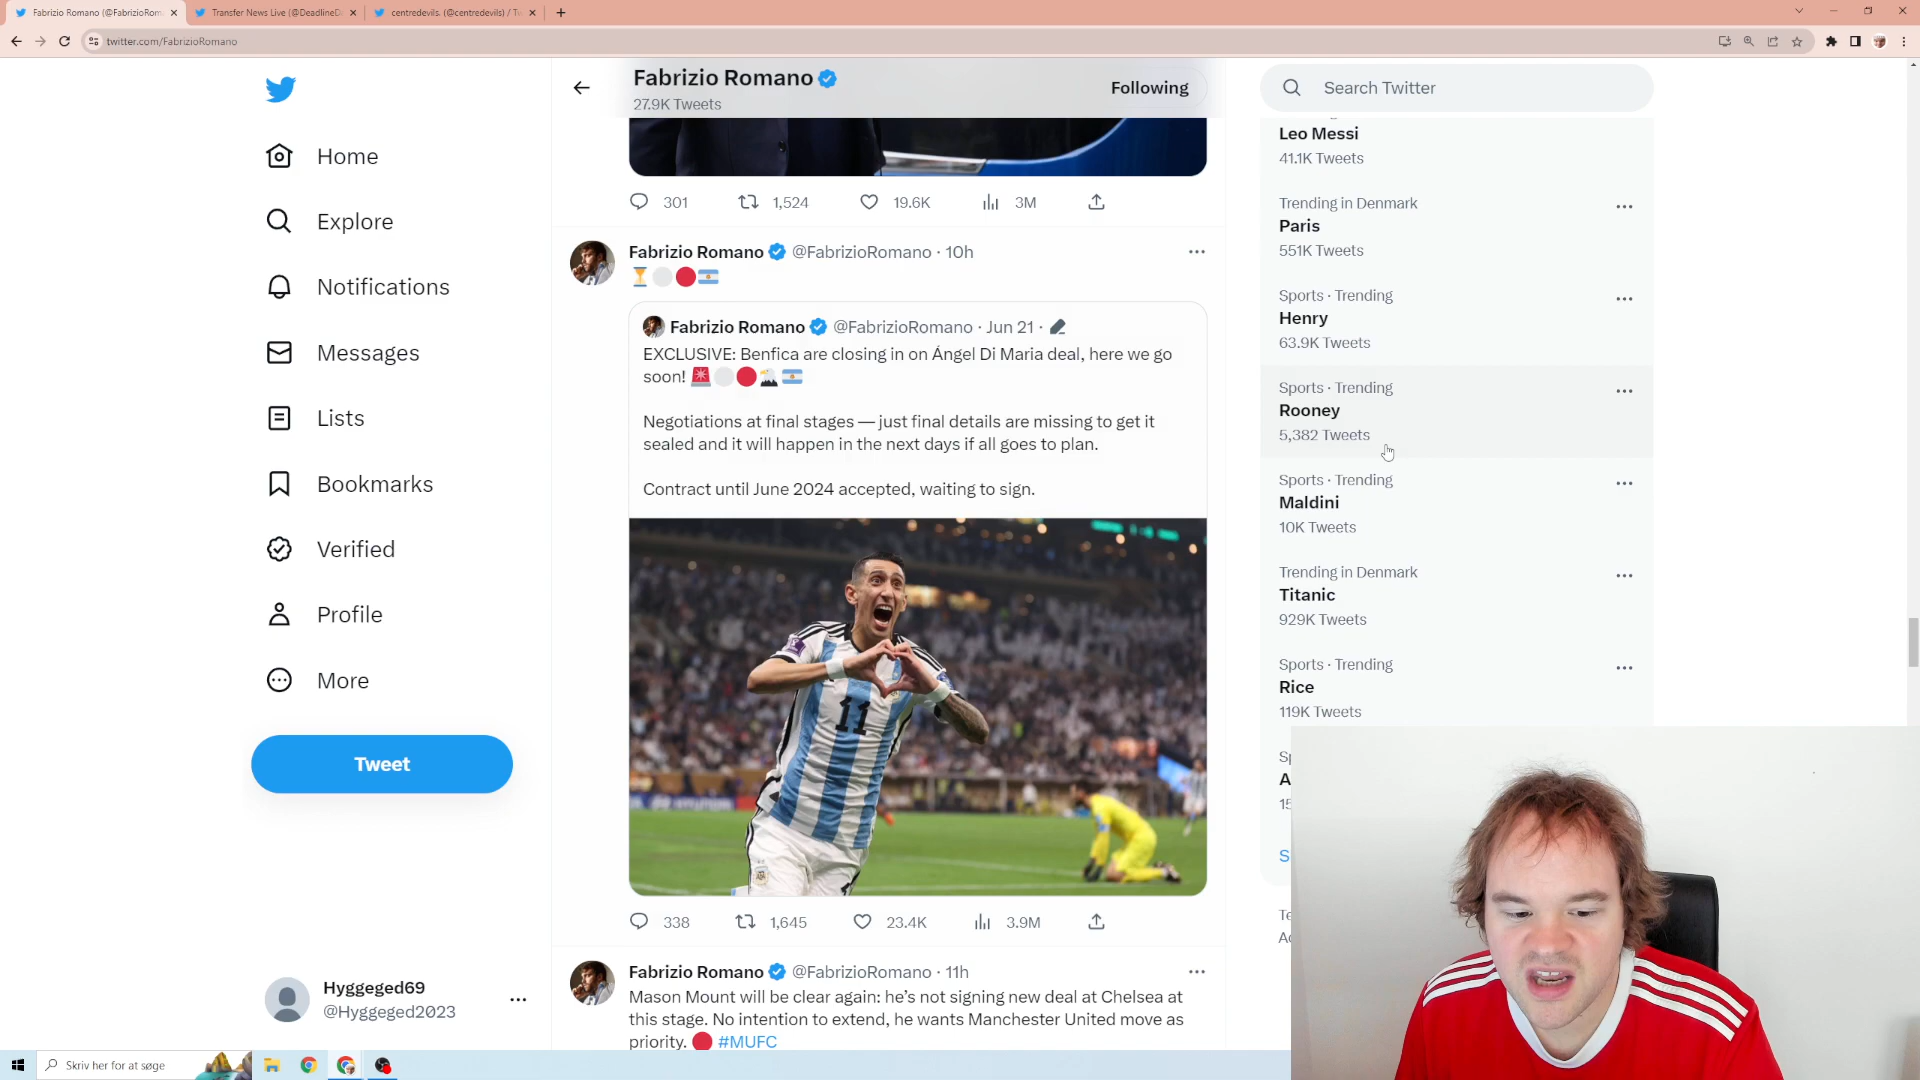 Fabrizio Romano (@FabrizioRom
Transfer News Live (@DeadlineD
centredevils. (@centredevils) / Tw
twitter.com/FabrizioRomano
Home
Explore
Notifications
Messages
Lists
Bookmarks
Verified
Profile
More
Tweet
Hyggeged69
@Hyggeged2023
Fabrizio Romano
27.9K Tweets
Following
301 1,524 19.6K 3M
Fabrizio Romano @FabrizioRomano · 10h
Fabrizio Romano @FabrizioRomano · Jun 21 ·
EXCLUSIVE: Benfica are closing in on Ángel Di Maria deal, here we go
soon!
Negotiations at final stages — just final details are missing to get it
sealed and it will happen in the next days if all goes to plan.
Contract until June 2024 accepted, waiting to sign.
11
338 1,645 23.4K 3.9M
Fabrizio Romano @FabrizioRomano · 11h
Mason Mount will be clear again: he's not signing new deal at Chelsea at
this stage. No intention to extend, he wants Manchester United move as
priority. #MUFC
Search Twitter
Leo Messi
41.1K Tweets
Trending in Denmark
Paris
551K Tweets
Sports · Trending
Henry
63.9K Tweets
Sports · Trending
Rooney
5,382 Tweets
Sports · Trending
Maldini
10K Tweets
Trending in Denmark
Titanic
929K Tweets
Sports · Trending
Rice
119K Tweets
Skriv her for at søge